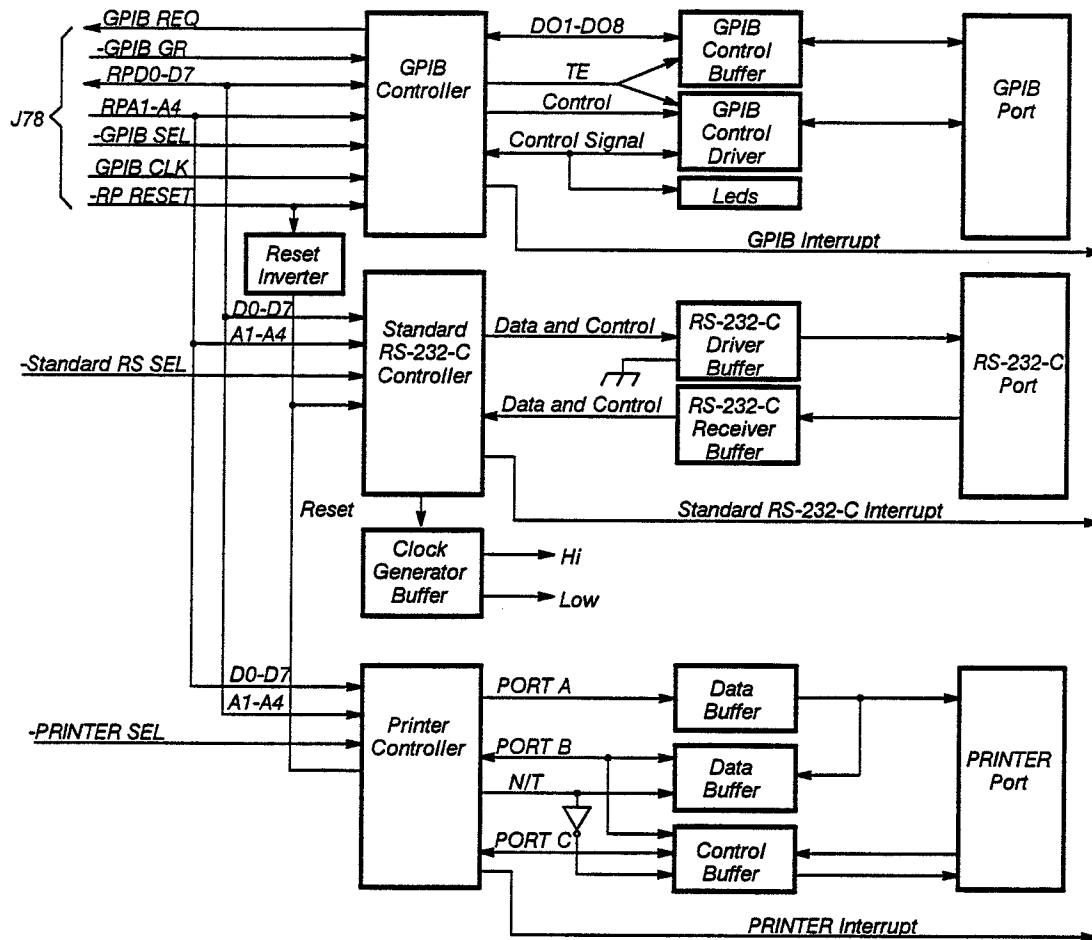 GPIB REQ
-GPIB GR
RPD0-D7
RPA1-A4
J78
-GPIB SEL
GPIB CLK
-RP RESET
GPIB
Controller
DO1-DO8
TE
Control
Control Signal
GPIB
Control
Buffer
GPIB
Control
Driver
Leds
GPIB
Port
GPIB Interrupt
Reset
Inverter
D0-D7
A1-A4
-Standard RS SEL
Standard
RS-232-C
Controller
Data and Control
Data and Control
RS-232-C
Driver
Buffer
RS-232-C
Receiver
Buffer
RS-232-C
Port
Standard RS-232-C Interrupt
Reset
Clock
Generator
Buffer
Hi
Low
D0-D7
A1-A4
-PRINTER SEL
Printer
Controller
PORT A
PORT B
N/T
PORT C
Data
Buffer
Data
Buffer
Control
Buffer
PRINTER
Port
PRINTER Interrupt